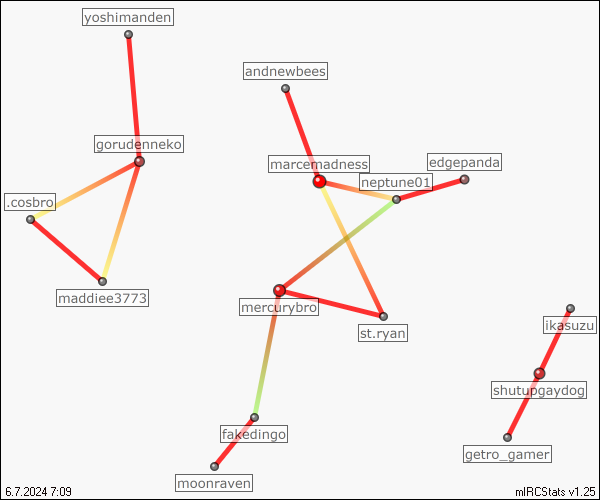 yoshimanden
andnewbees
gorudenneko
marcemadness
edgepanda
neptune01
.cosbro
maddiee3773
mercurybro
ikasuzu
st.ryan
shutupgaydog
fakedingo
getro_gamer
moonraven
6.7.2024 7:09
mIRCStats v1.25